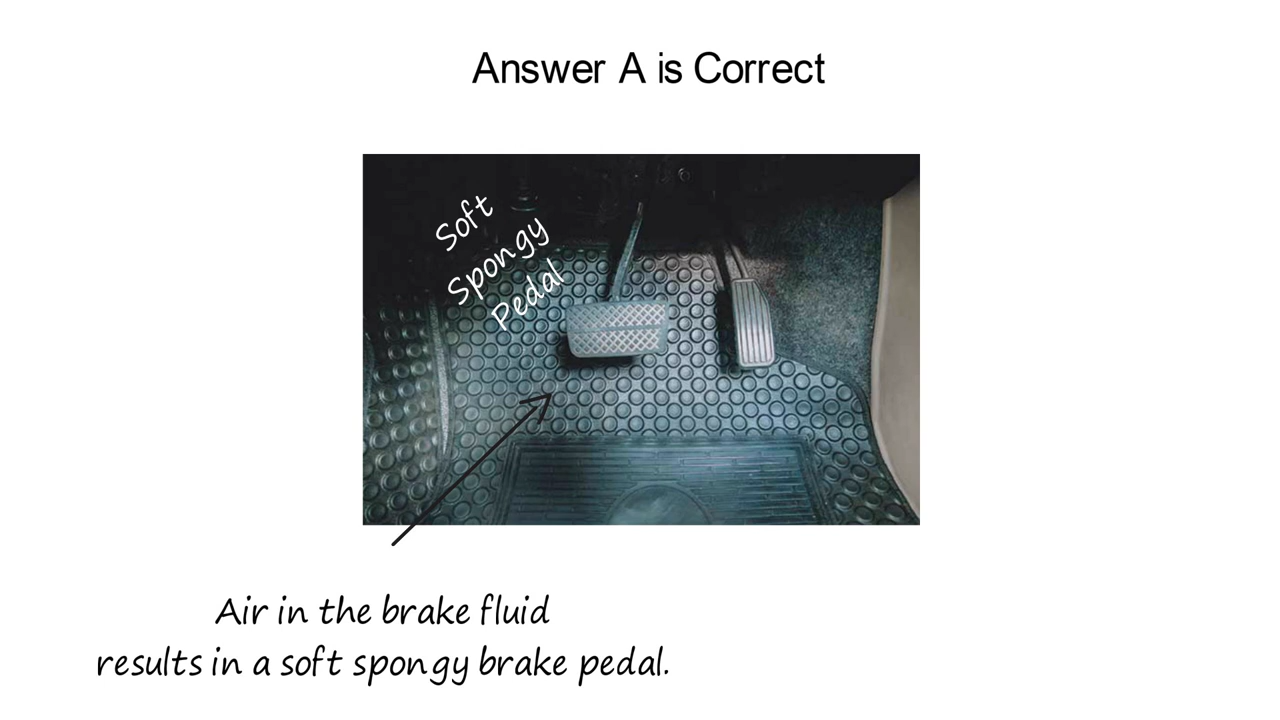 Answer A is Correct
Soft
Spongy
Pedal
Air in the brake fluid
results in a soft spongy brake pedal.